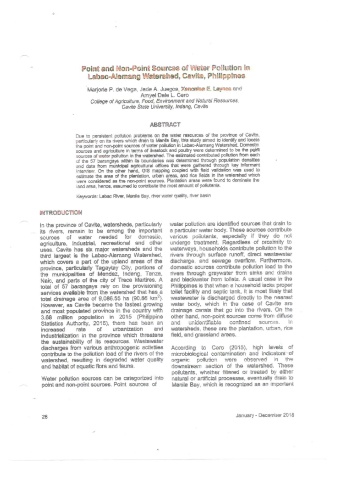 Point and Non-Point Sources of Water Pollution in
Labac-Alemang Watershed, Cavite, Philippines
Marjorie P. de Vega, Jade A. Juegos, Xenerlise E. Laynes and
Amyel Dale L. Cero
College of Agriculture, Food, Environment and Natural Resources,
Cavite State University, Indang, Cavite
ABSTRACT
Due to persistent pollution problems on the water resources of the province of Cavite,
particularly on its rivers which drain to Manila Bay, this study aimed to identify and assess
the point and non-point sources of water pollution in Labac-Alemang Watershed. Domestic
sources and agriculture in terms of livestock and poultry were determined to be the point
sources of water pollution in the watershed. The estimated contributed pollution from each
of the 57 barangays within its boundaries was determined through population densities
and data from municipal agricultural offices that were gathered through key informant
interview. On the other hand, GIS mapping coupled with field validation was used to
estimate the area of the plantation, urban areas, and rice fields in the watershed which
were considered as the non-point sources. Plantation areas were found to dominate the
land area; hence, assumed to contribute the most amount of pollutants.
Keywords: Labac River, Manila Bay, river water quality, river basin
INTRODUCTION
In the province of Cavite, watersheds, particularly
its rivers, remain to be among the important
sources of water needed for domestic,
agriculture, industrial, recreational and other
uses. Cavite has six major watersheds and the
third largest is the Labac-Alemang Watershed,
which covers a part of the upland areas of the
province, particularly Tagaytay City, portions of
the municipalities of Mendez, Indang, Tanza,
Naic, and parts of the city of Trece Martires. A
total of 57 barangays rely on the provisioning
services available from the watershed that has a
total drainage area of 9,086.55 ha (90.86 km²).
However, as Cavite became the fastest growing
and most populated province in the country with
3.68 million population in 2015 (Philippine
Statistics Authority, 2015), there has been an
increased rate of urbanization and
industrialization in the province which threatens
the sustainability of its resources. Wastewater
discharges from various anthropogenic activities
contribute to the pollution load of the rivers of the
watershed, resulting in degraded water quality
and habitat of aquatic flora and fauna.
Water pollution sources can be categorized into
point and non-point sources. Point sources of
water pollution are identified sources that drain to
a particular water body. These sources contribute
various pollutants, especially if they do not
undergo treatment. Regardless of proximity to
waterways, households contribute pollution to the
rivers through surface runoff, direct wastewater
discharge, and sewage overflow. Furthermore,
domestic sources contribute pollution load to the
rivers through greywater from sinks and drains
and blackwater from toilets. A usual case in the
Philippines is that when a household lacks proper
toilet facility and septic tank, it is most likely that
wastewater is discharged directly to the nearest
water body, which in the case of Cavite are
drainage canals that go into the rivers. On the
other hand, non-point sources come from diffuse
and unidentifiable confined sources. In
watersheds, these are the plantation, urban, rice
field, and grassland areas.
According to Cero (2015), high levels of
microbiological contamination and indicators of
organic pollution were observed in the
downstream section of the watershed. These
pollutants, whether filtered or treated by either
natural or artificial processes, eventually drain to
Manila Bay, which is recognized as an important
28
January - December 2018